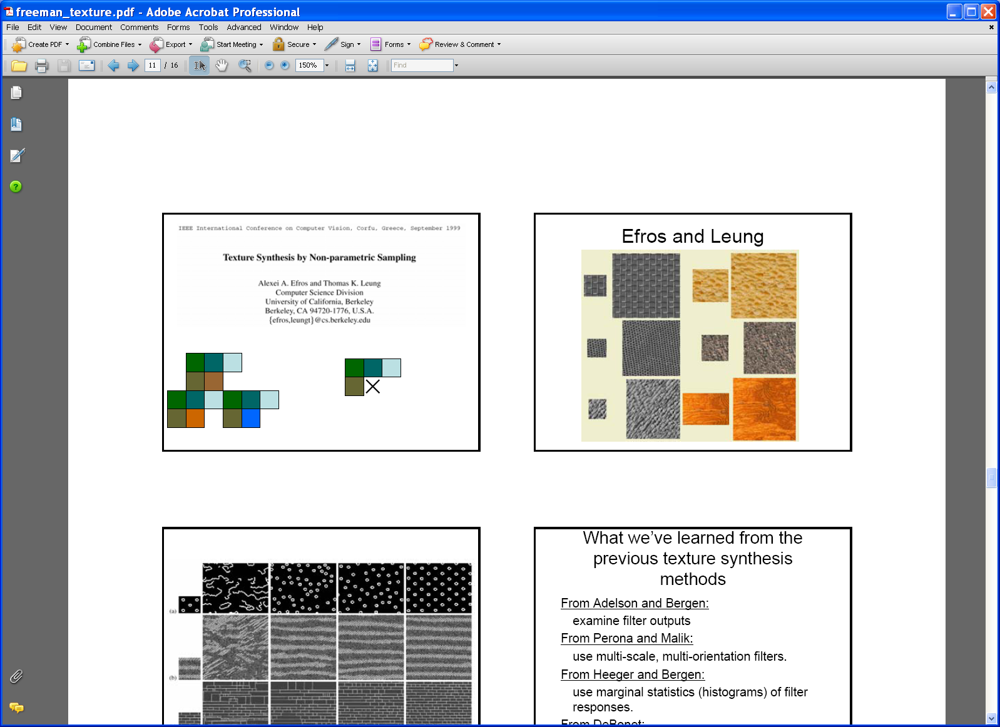 freeman_texture.pdf - Adobe Acrobat Professional
File Edit View Document Comments Forms Tools Advanced Window Help
Create PDF Combine Files Export Start Meeting Secure Sign Forms Review & Comment
11 / 16 150% Find
IEEE International Conference on Computer Vision, Corfu, Greece, September 1999
Texture Synthesis by Non-parametric Sampling
Alexei A. Efros and Thomas K. Leung
Computer Science Division
University of California, Berkeley
Berkeley, CA 94720-1776, U.S.A.
{efros,leungt}@cs.berkeley.edu
Efros and Leung
(a)
(b)
What we've learned from the
previous texture synthesis
methods
From Adelson and Bergen:
examine filter outputs
From Perona and Malik:
use multi-scale, multi-orientation filters.
From Heeger and Bergen:
use marginal statistics (histograms) of filter
responses.
From DeBonet: